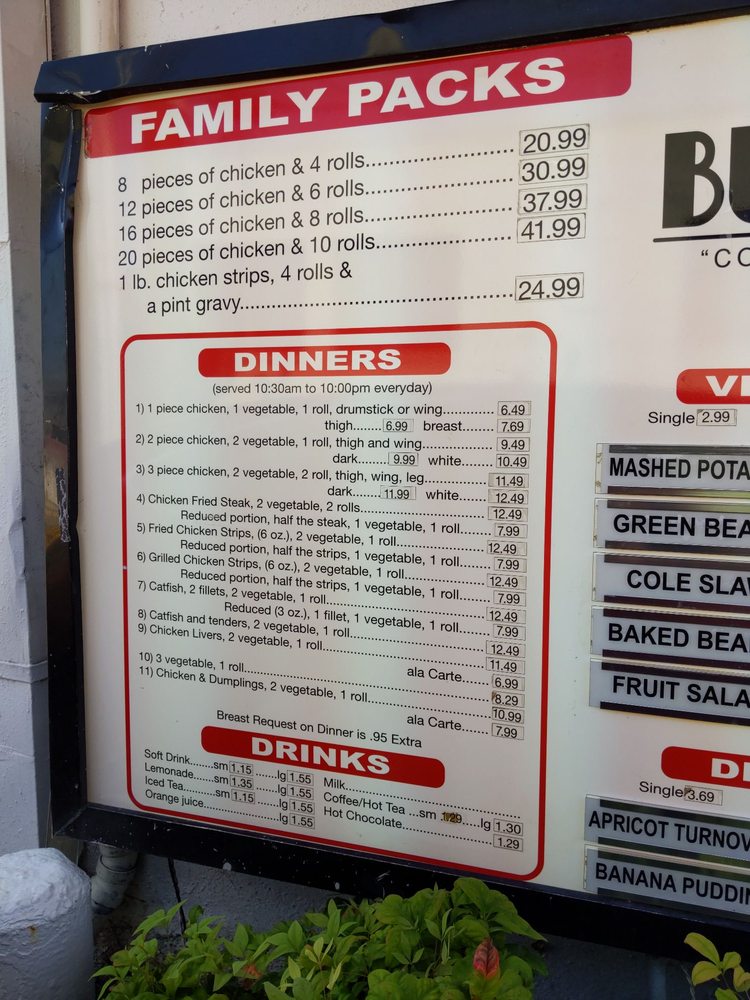 FAMILY PACKS
8 pieces of chicken & 4 rolls.................................. 20.99
12 pieces of chicken & 6 rolls.................................. 30.99
16 pieces of chicken & 8 rolls.................................. 37.99
20 pieces of chicken & 10 rolls.............................. 41.99
1 lb. chicken strips, 4 rolls &
a pint gravy...................................................... 24.99
DINNERS
(served 10:30am to 10:00pm everyday)
1) 1 piece chicken, 1 vegetable, 1 roll, drumstick or wing............ 6.49
thigh...... 6.99 breast....... 7.69
2) 2 piece chicken, 2 vegetable, 1 roll, thigh and wing................ 9.49
dark........ 9.99 white....... 10.49
3) 3 piece chicken, 2 vegetable, 2 roll, thigh, wing, leg.............. 11.49
dark....... 11.99 white....... 12.49
4) Chicken Fried Steak, 2 vegetable, 2 rolls............................ 12.49
Reduced portion, half the steak, 1 vegetable, 1 roll....... 7.99
5) Fried Chicken Strips, (6 oz.), 2 vegetable, 1 roll.................. 12.49
Reduced portion, half the strips, 1 vegetable, 1 roll...... 7.99
6) Grilled Chicken Strips, (6 oz.), 2 vegetable, 1 roll............... 12.49
Reduced portion, half the strips, 1 vegetable, 1 roll...... 7.99
7) Catfish, 2 fillets, 2 vegetable, 1 roll................................ 12.49
Reduced (3 oz.), 1 fillet, 1 vegetable, 1 roll....... 7.99
8) Catfish and tenders, 2 vegetable, 1 roll............................ 12.49
9) Chicken Livers, 2 vegetable, 1 roll.................................. 11.49
ala Carte....... 6.99
10) 3 vegetable, 1 roll.................................................... 8.29
11) Chicken & Dumplings, 2 vegetable, 1 roll........................ 10.99
ala Carte....... 7.99
Breast Request on Dinner is .95 Extra
DRINKS
Soft Drink......sm 1.15 ......lg 1.55
Lemonade......sm 1.35 ......lg 1.55
Iced Tea.........sm 1.15 ......lg 1.55
Orange juice.....................lg 1.55
Milk........................................
Coffee/Hot Tea ...sm 1.29 .....lg 1.30
Hot Chocolate........................ 1.29
BU
"CO
VE
Single 2.99
MASHED POTA
GREEN BEA
COLE SLAW
BAKED BEA
FRUIT SALA
DE
Single 3.69
APRICOT TURNOV
BANANA PUDDIN